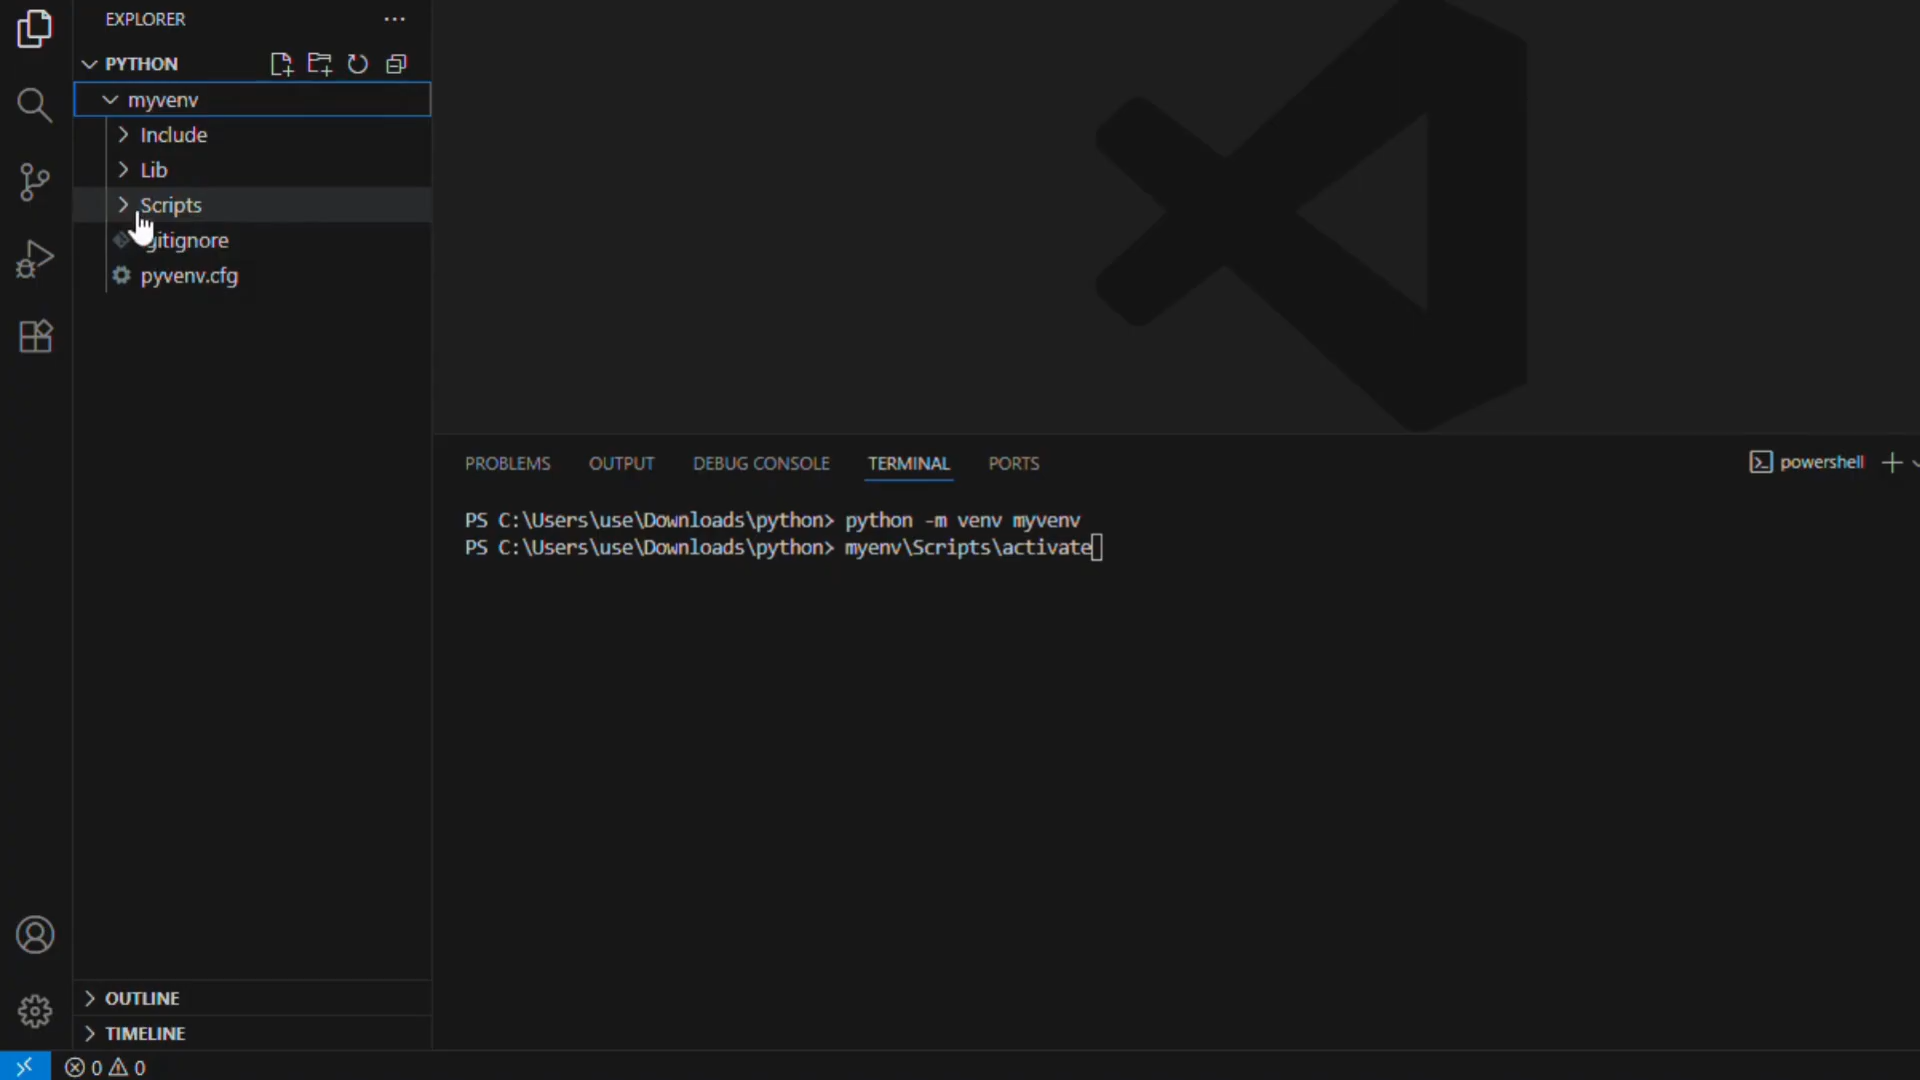 EXPLORER
PYTHON
myvenv
Include
Lib
Scripts
gitignore
pyvenv.cfg
PROBLEMS OUTPUT DEBUG CONSOLE TERMINAL PORTS
powershell
PS C:\Users\use\Downloads\python> python -m venv myvenv
PS C:\Users\use\Downloads\python> myenv\Scripts\activate
OUTLINE
TIMELINE
0 0